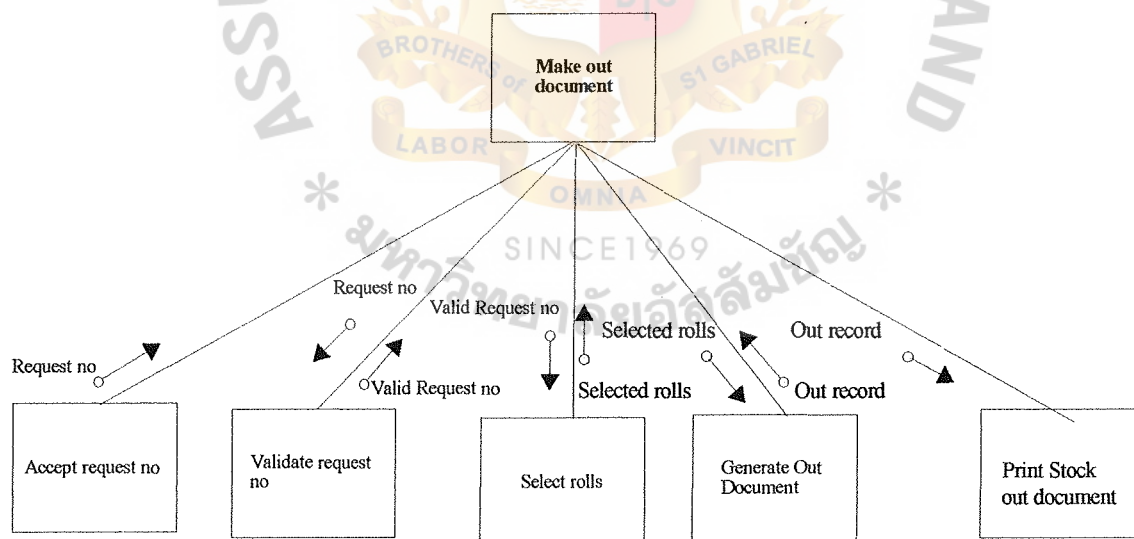 BROTHERS of
ST GABRIEL
AND
Make out
document
LABOR
VINCIT
OMNIA
SINCE1969
* *
Request no
Valid Request no
Selected rolls
Out record
Request no
Valid Request no
Selected rolls
Out record
Accept request no
Validate request
no
Select rolls
Generate Out
Document
Print Stock
out document